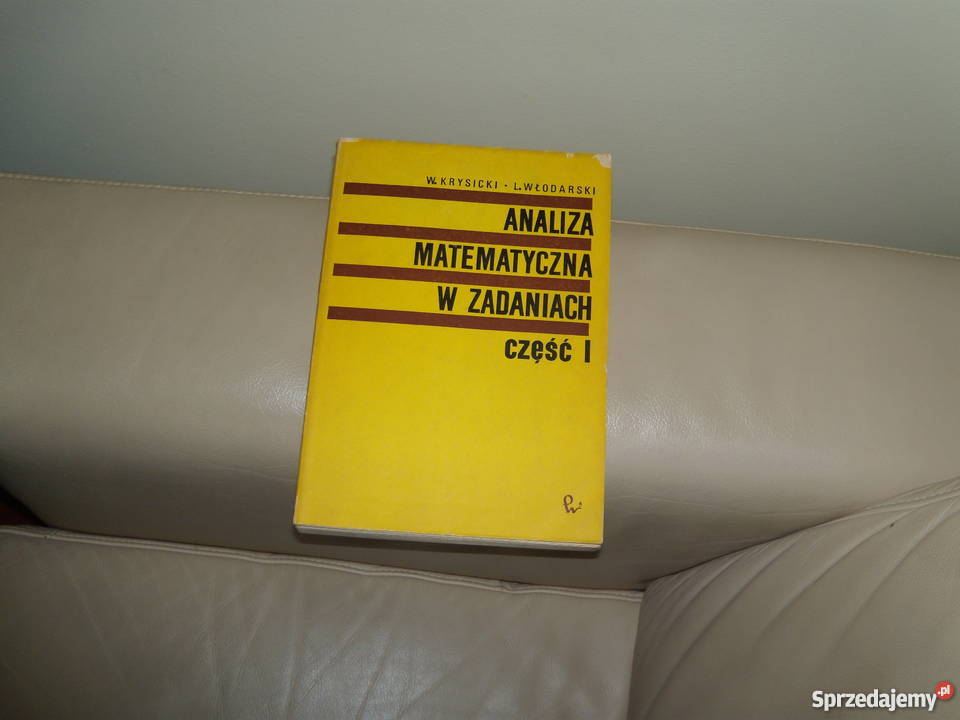 W. KRYSICKI - L. WŁODARSKI
ANALIZA
MATEMATYCZNA
W ZADANIACH
część I
Sprzedajemy.pl